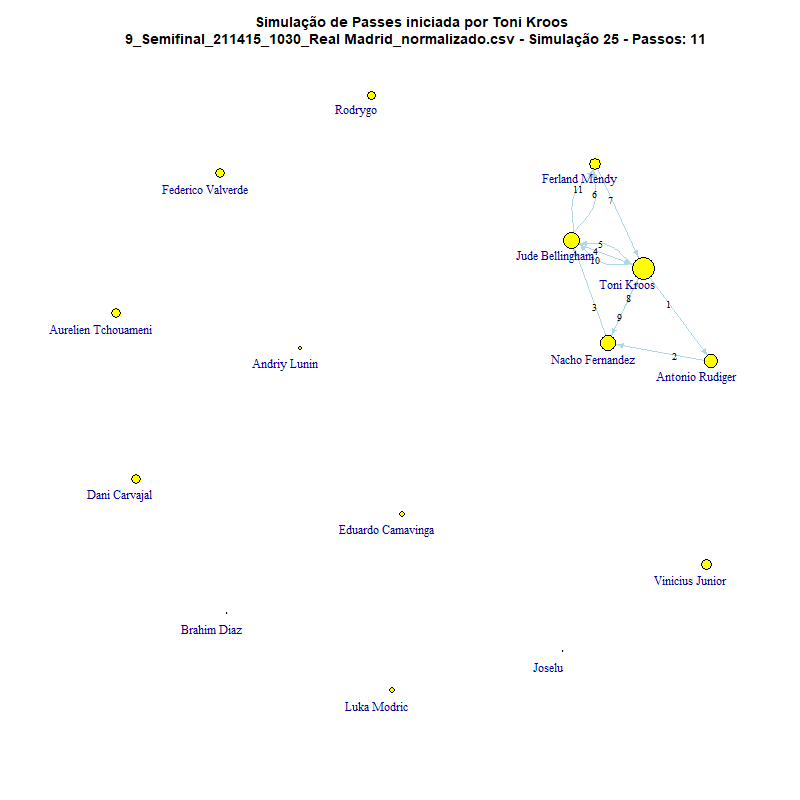 Simulação de Passes iniciada por Toni Kroos
9_Semifinal_211415_1030_Real Madrid_normalizado.csv - Simulação 25 - Passos: 11
Rodrygo
Ferland Mendy
Federico Valverde
11
6
7
5
4
10
Jude Bellingham
Toni Kroos
8
1
3
9
Aurelien Tchouameni
Andriy Lunin
2
Nacho Fernandez
Antonio Rudiger
Dani Carvajal
Eduardo Camavinga
Vinicius Junior
Brahim Diaz
Joselu
Luka Modric